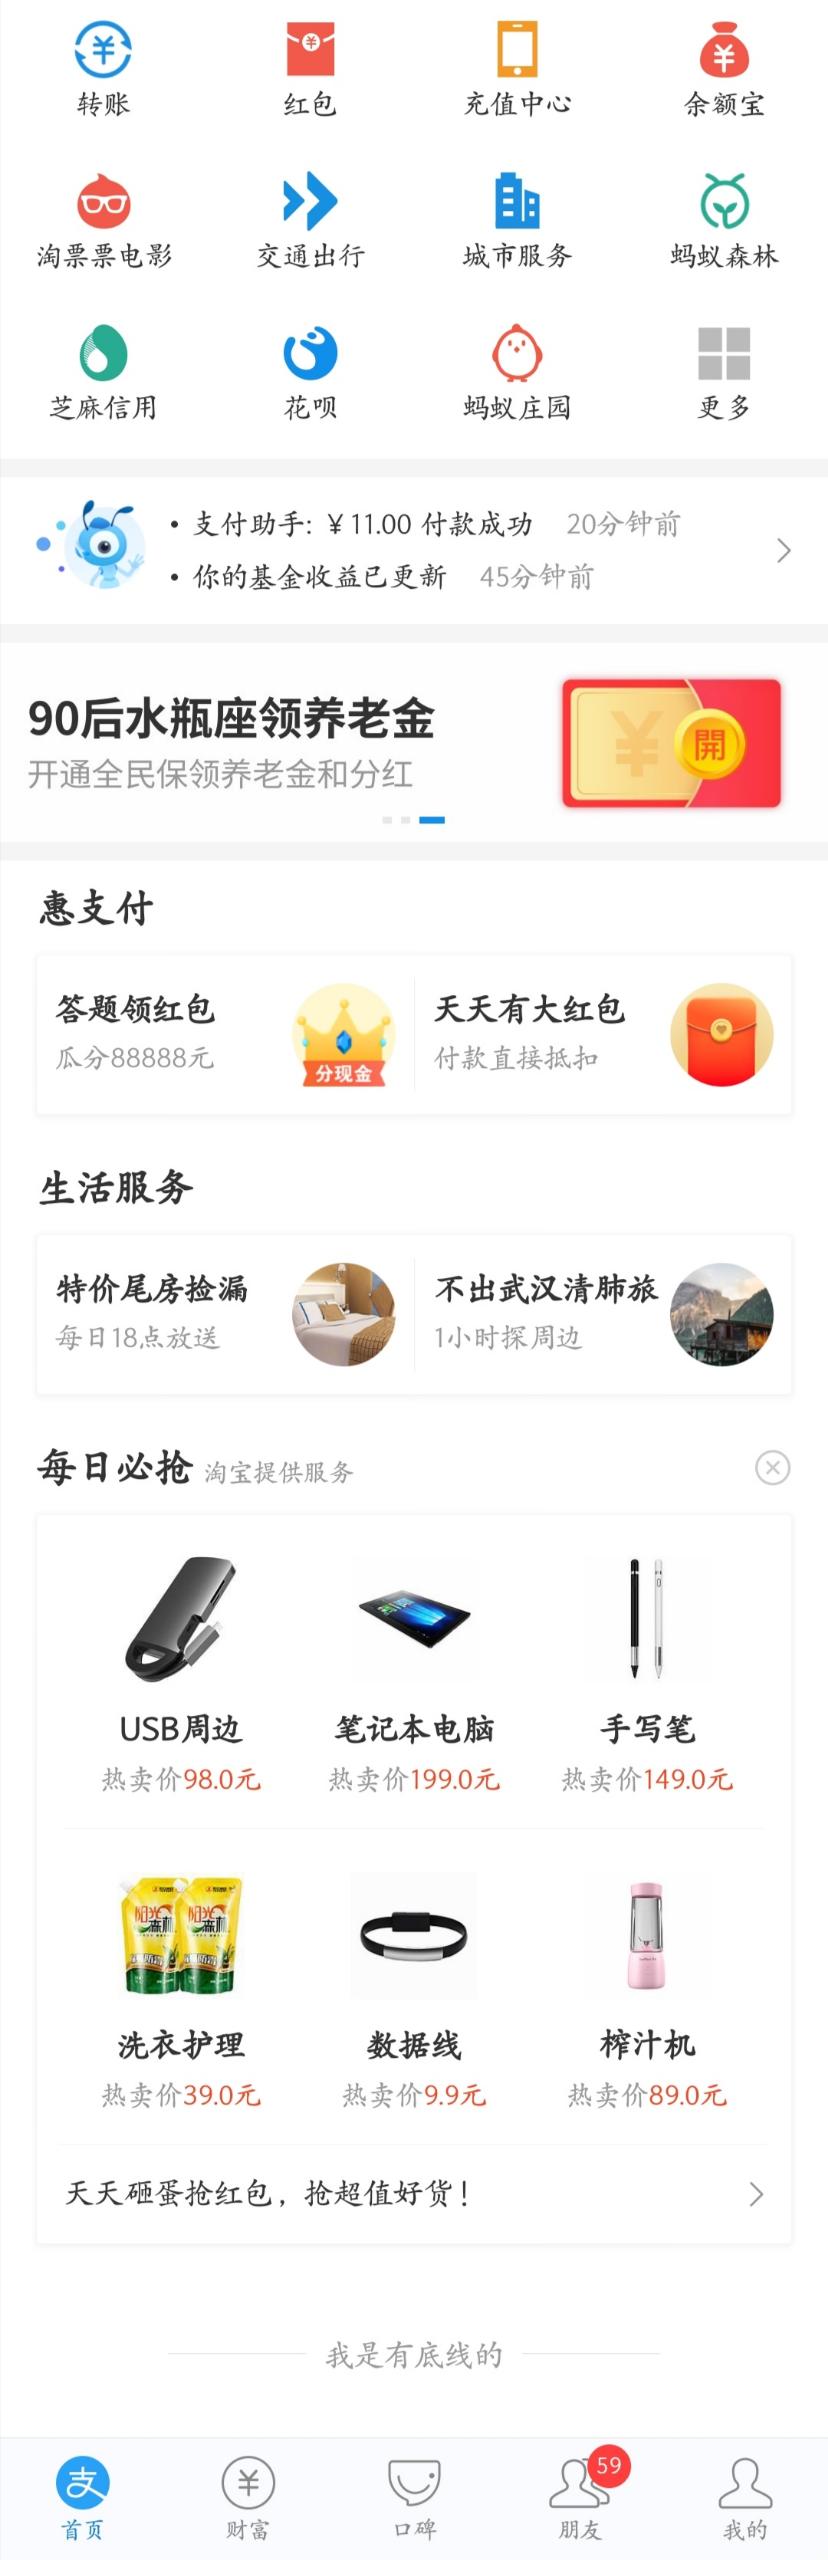 转账 红包 充值中心 余额宝
淘票票电影 交通出行 城市服务 蚂蚁森林
芝麻信用 花呗 蚂蚁庄园 更多
• 支付助手: ￥11.00 付款成功 20分钟前
• 你的基金收益已更新 45分钟前
90后水瓶座领养老金
開
开通全民保领养老金和分红
惠支付
答题领红包 天天有大红包
瓜分88888元 付款直接抵扣
分现金
生活服务
特价尾房捡漏 不出武汉清肺旅
每日18点放送 1小时探周边
每日必抢 淘宝提供服务
USB周边 笔记本电脑 手写笔
热卖价98.0元 热卖价199.0元 热卖价149.0元
阳光 阳光
森林 森林
洗衣护理 数据线 榨汁机
热卖价39.0元 热卖价9.9元 热卖价89.0元
天天砸蛋抢红包，抢超值好货！
我是有底线的
59
支
首页 财富 口碑 朋友 我的